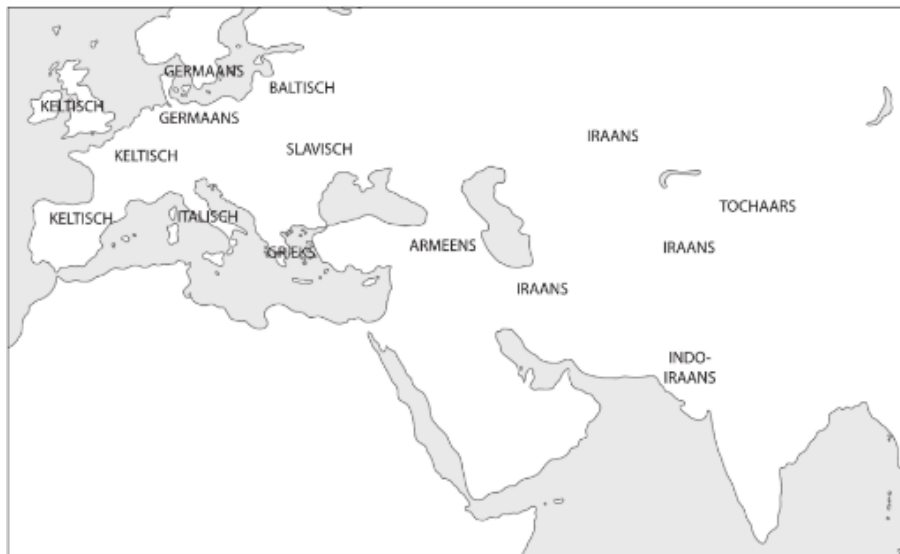 GERMAANS
BALTISCH
KELTISCH
GERMAANS
IRAANS
KELTISCH
SLAVISCH
TOCHAARS
KELTISCH
ITALISCH
ARMEENS
IRAANS
GRIEKS
IRAANS
INDO-
IRAANS